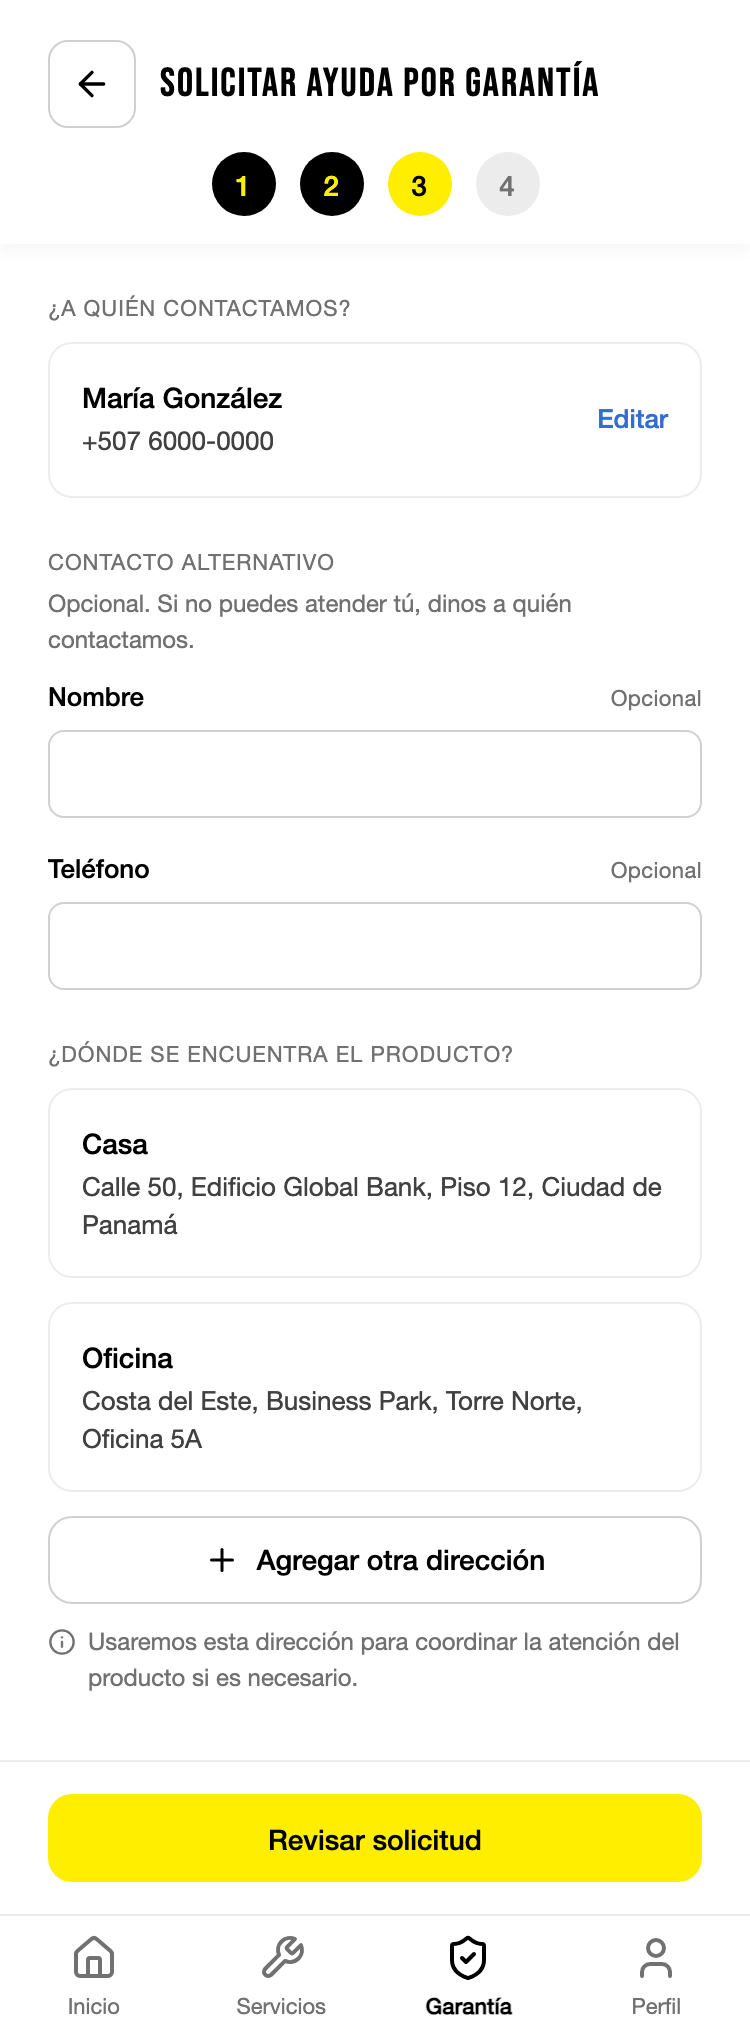 SOLICITAR AYUDA POR GARANTÍA
1 2 3 4
¿A QUIÉN CONTACTAMOS?
María González
+507 6000-0000
Editar
CONTACTO ALTERNATIVO
Opcional. Si no puedes atender tú, dinos a quién
contactamos.
Nombre Opcional
Teléfono Opcional
¿DÓNDE SE ENCUENTRA EL PRODUCTO?
Casa
Calle 50, Edificio Global Bank, Piso 12, Ciudad de
Panamá
Oficina
Costa del Este, Business Park, Torre Norte,
Oficina 5A
Agregar otra dirección
Usaremos esta dirección para coordinar la atención del
producto si es necesario.
Revisar solicitud
Inicio Servicios Garantía Perfil